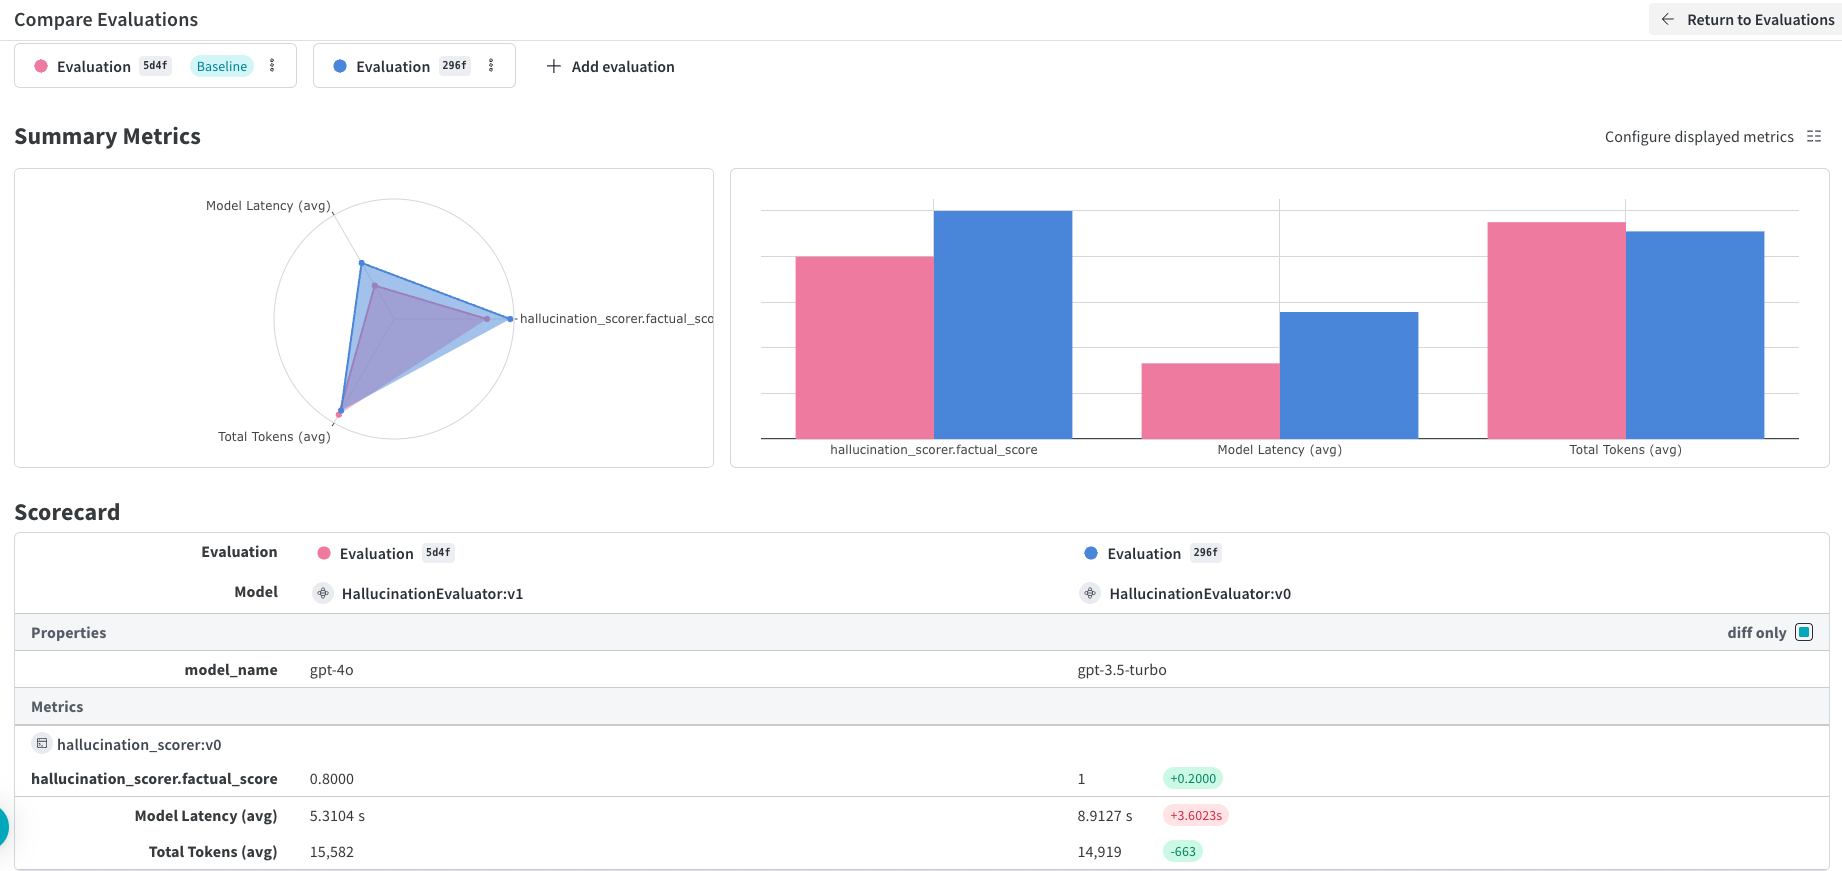 Compare Evaluations
Return to Evaluations
Evaluation 5d4f Baseline
Evaluation 296f
Add evaluation
Summary Metrics
Configure displayed metrics
Model Latency (avg)
hallucination_scorer.factual_sco
Total Tokens (avg)
hallucination_scorer.factual_score
Model Latency (avg)
Total Tokens (avg)
Scorecard
Evaluation Evaluation 5d4f Evaluation 296f
Model HallucinationEvaluator:v1 HallucinationEvaluator:v0
Properties diff only
model_name gpt-4o gpt-3.5-turbo
Metrics
hallucination_scorer:v0
hallucination_scorer.factual_score 0.8000 1 +0.2000
Model Latency (avg) 5.3104 s 8.9127 s +3.6023s
Total Tokens (avg) 15,582 14,919 -663